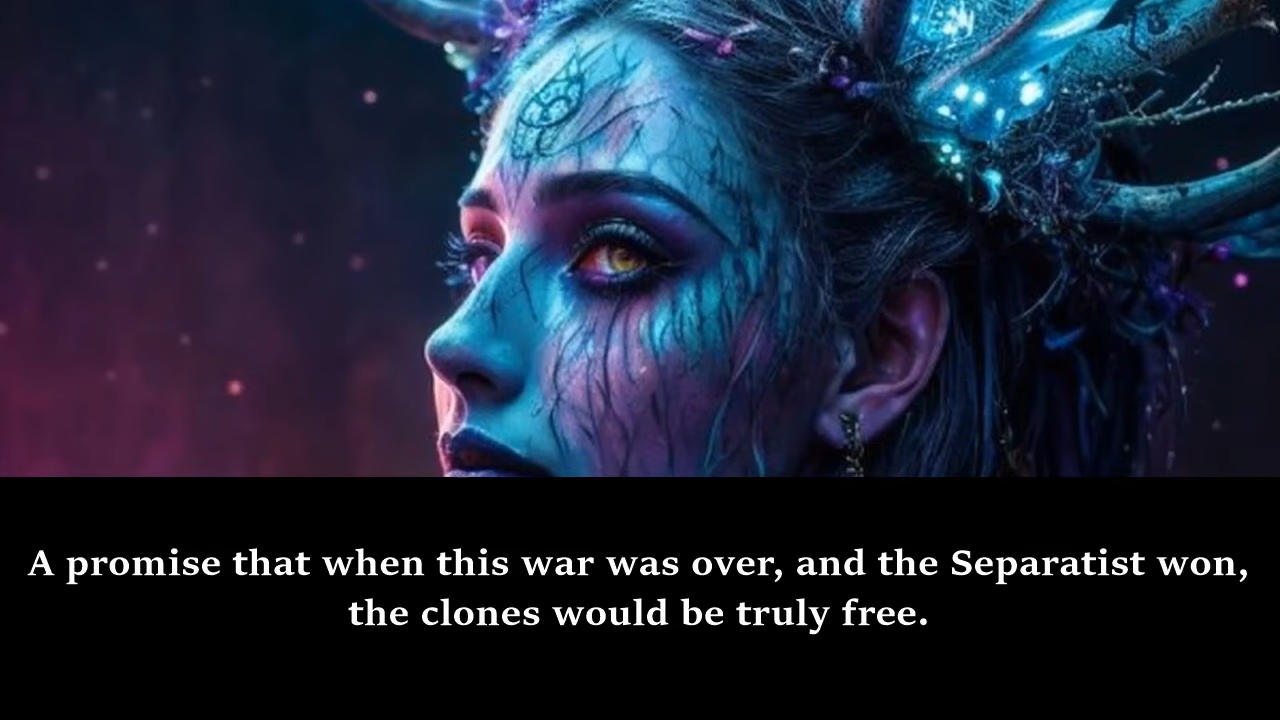 A promise that when this war was over, and the Separatist won,
the clones would be truly free.